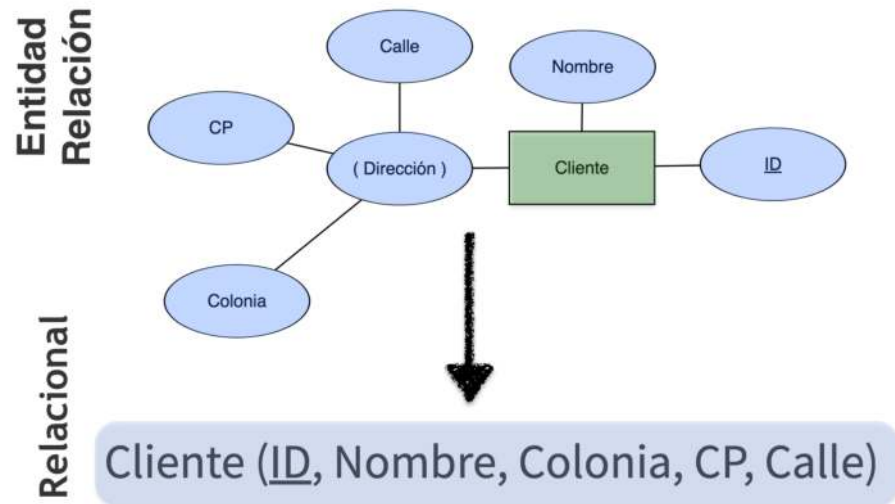 Entidad
Relación
Calle
Nombre
CP
( Dirección )
Cliente
ID
Colonia
Relacional
Cliente (ID, Nombre, Colonia, CP, Calle)